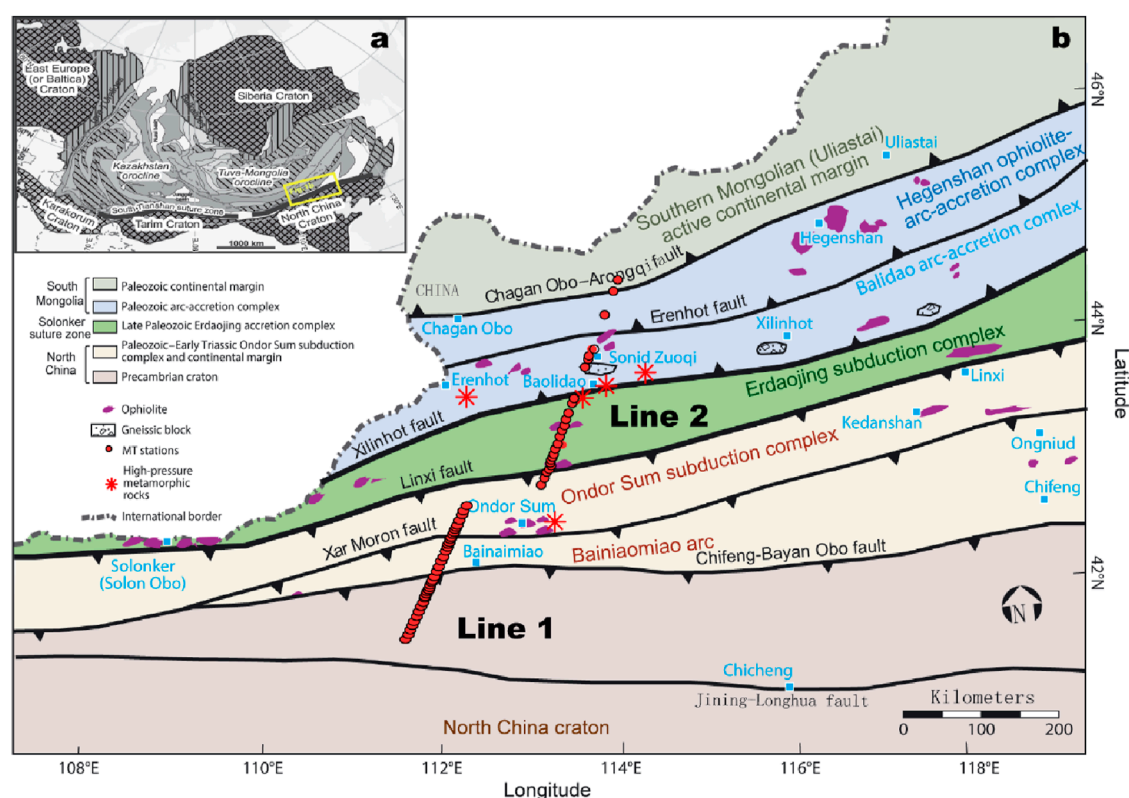 a
East Europe
(or Baltica)
Craton
Siberia Craton
Kazakhstan
orocline
Tuva-Mongolia
orocline
Karakorum
Craton
South Tianshan suture zone
Tarim Craton
North China
Craton
1000 km
b
46°N
44°N
42°N
Latitude
South
Mongolia
Paleozoic continental margin
Paleozoic arc-accretion complex
Solonker
suture zone
Late Paleozoic Erdaojing accretion complex
North
China
Paleozoic-Early Triassic Ondor Sum subduction
complex and continental margin
Precambrian craton
Ophiolite
Gneissic block
MT stations
High-pressure
metamorphic
rocks
International border
Southern Mongolian (Uliastai)
active continental margin
Uliastai
Hegenshan ophiolite-
arc-accretion complex
Hegenshan
Balidao arc-accretion comlex
CHINA
Chagan Obo-Arongqi fault
Chagan Obo
Erenhot fault
Xilinhot
Sonid Zuoqi
Erenhot
Baolidao
Erdaojing subduction complex
Linxi
Line 2
Xilinhot fault
Kedanshan
Ongniud
Linxi fault
Ondor Sum subduction complex
Chifeng
Ondor Sum
Xar Moron fault
Bainaimiao
Bainiaomiao arc
Chifeng-Bayan Obo fault
Solonker
(Solon Obo)
Line 1
N
Chicheng
Jining-Longhua fault
Kilometers
0 100 200
North China craton
108°E 110°E 112°E 114°E 116°E 118°E
Longitude